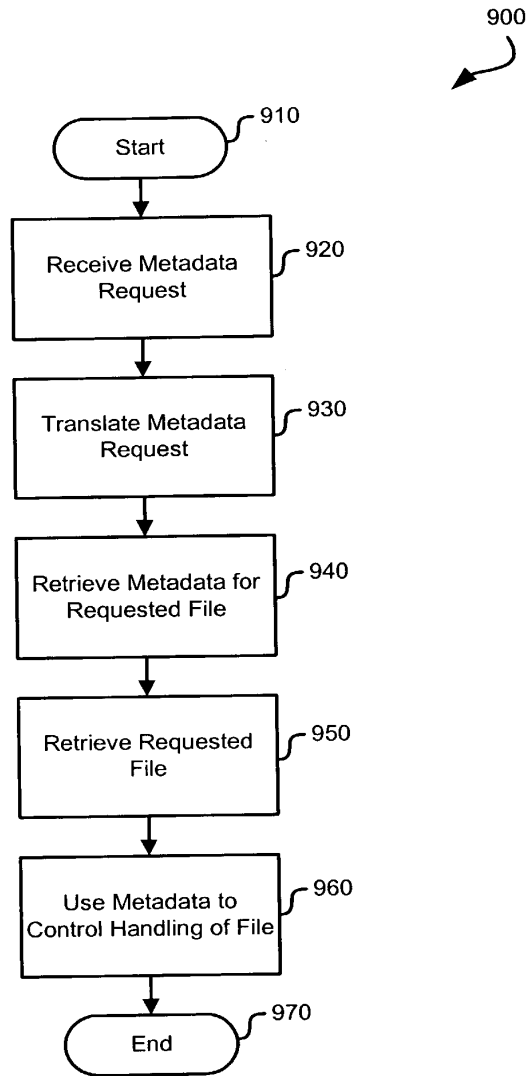 900
Start
910
Receive Metadata
Request
920
Translate Metadata
Request
930
Retrieve Metadata for
Requested File
940
Retrieve Requested
File
950
Use Metadata to
Control Handling of File
960
End
970